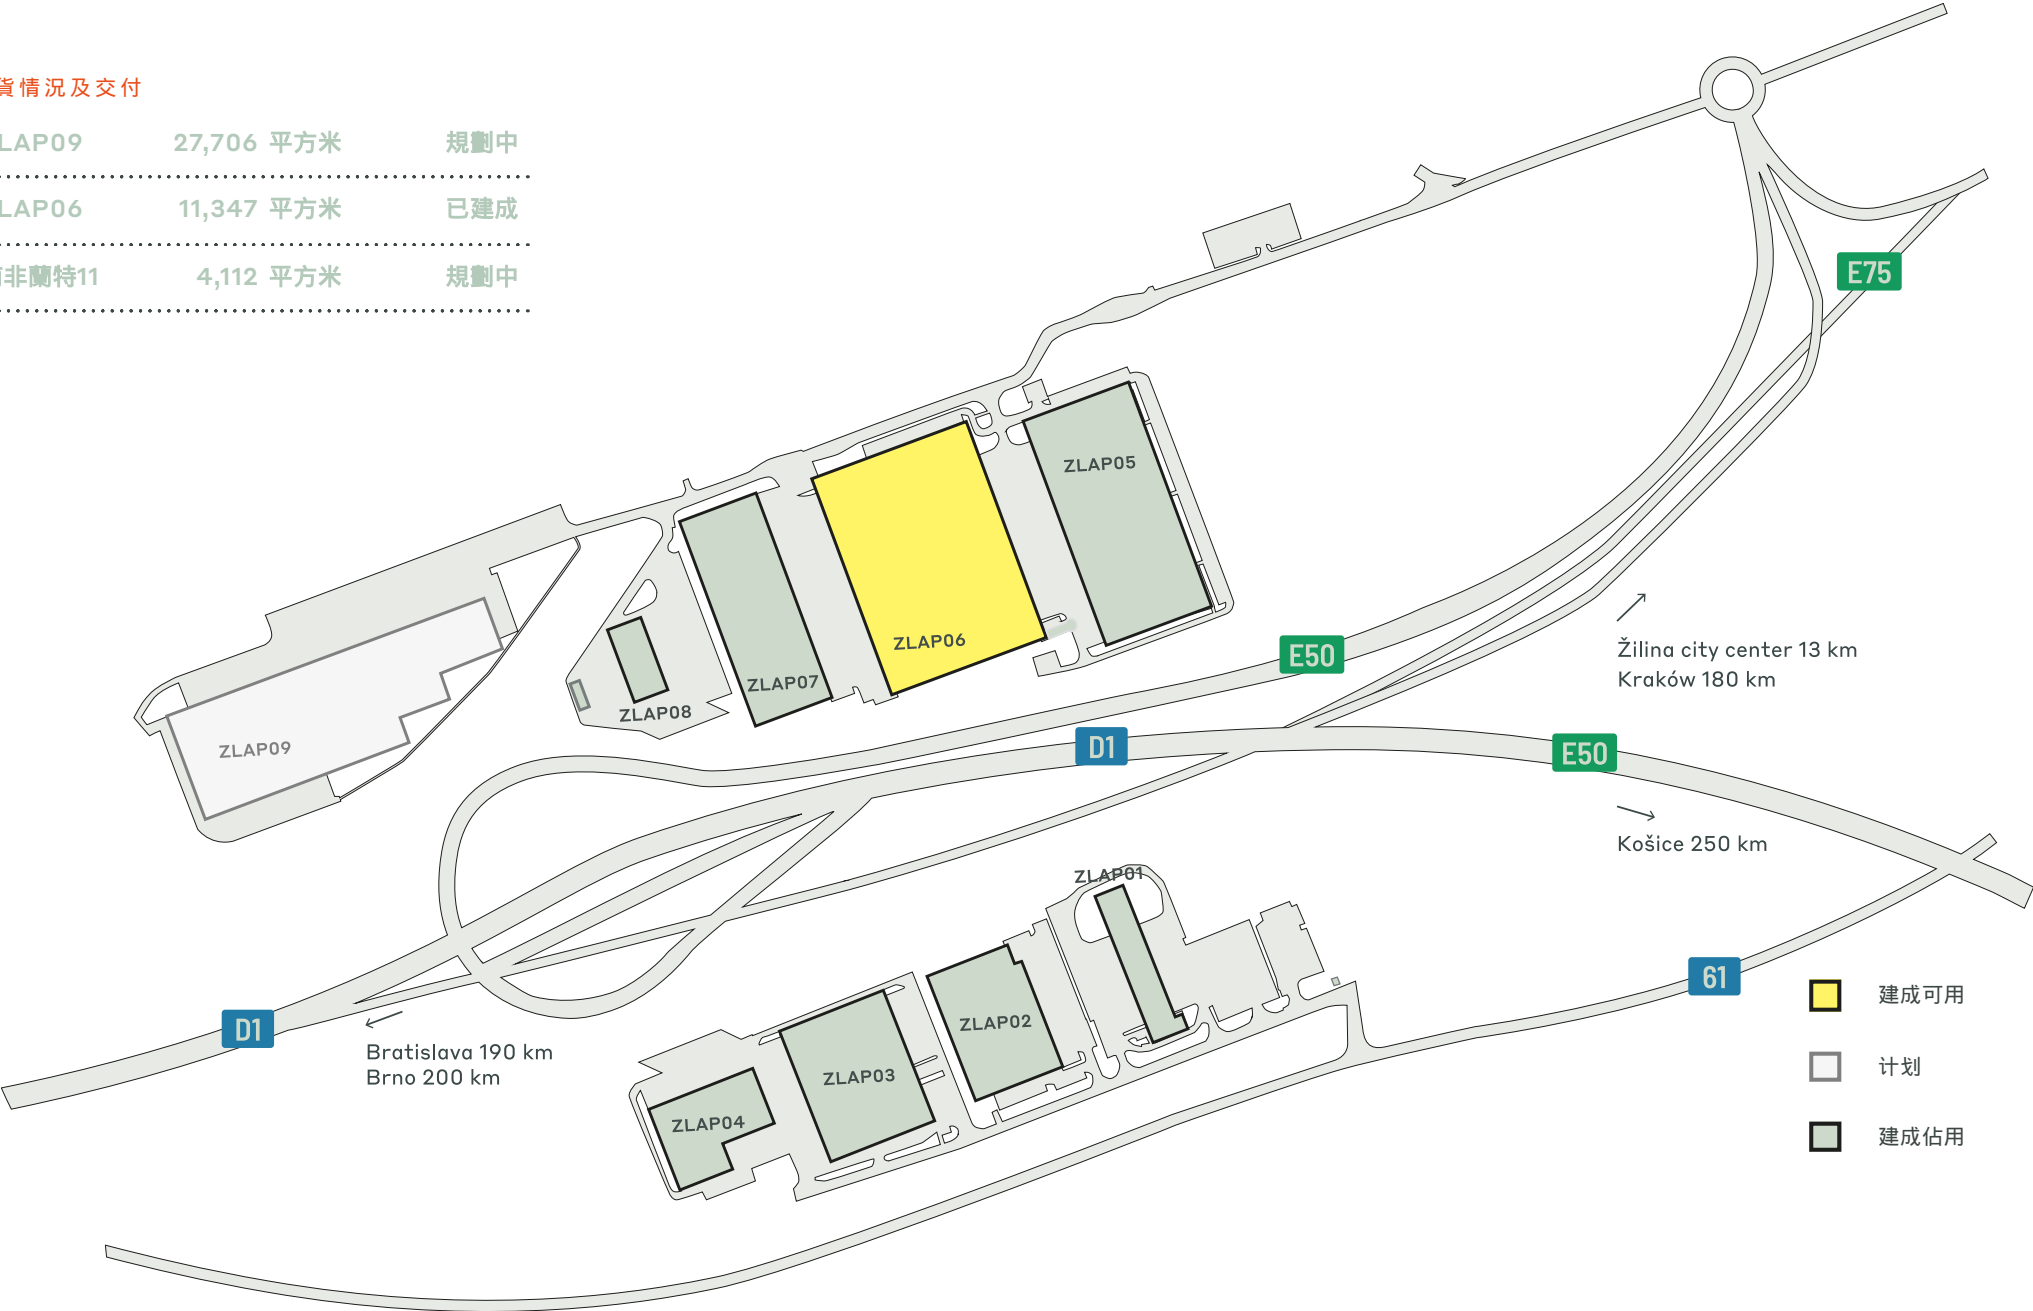 貨情況及交付
LAP09 27,706 平方米 規劃中
LAP06 11,347 平方米 已建成
非蘭特11 4,112 平方米 規劃中
E75
ZLAP05
ZLAP06
ZLAP07
ZLAP08
ZLAP09
E50
Žilina city center 13 km
Kraków 180 km
D1
E50
Košice 250 km
ZLAP01
61
ZLAP02
ZLAP03
ZLAP04
D1
Bratislava 190 km
Brno 200 km
建成可用
计划
建成佔用